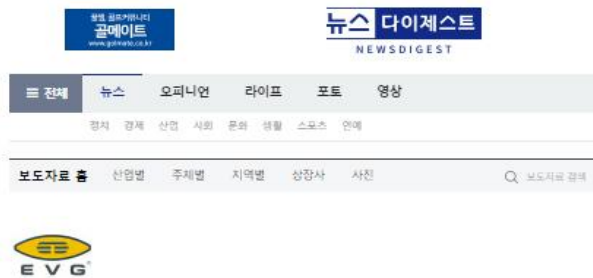 꿀템 골프커뮤니티
골메이트
www.golmate.co.kr
뉴스 다이제스트
NEWSDIGEST
전체 뉴스 오피니언 라이프 포토 영상
정치 경제 산업 사회 문화 생활 스포츠 연예
보도자료 홈 산업별 주제별 지역별 상장사 사진 보도자료 검색
EVG